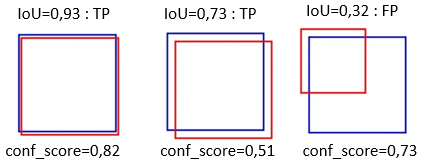 IoU=0,93 : TP
IoU=0,73 : TP
IoU=0,32 : FP
conf_score=0,82
conf_score=0,51
conf_score=0,73